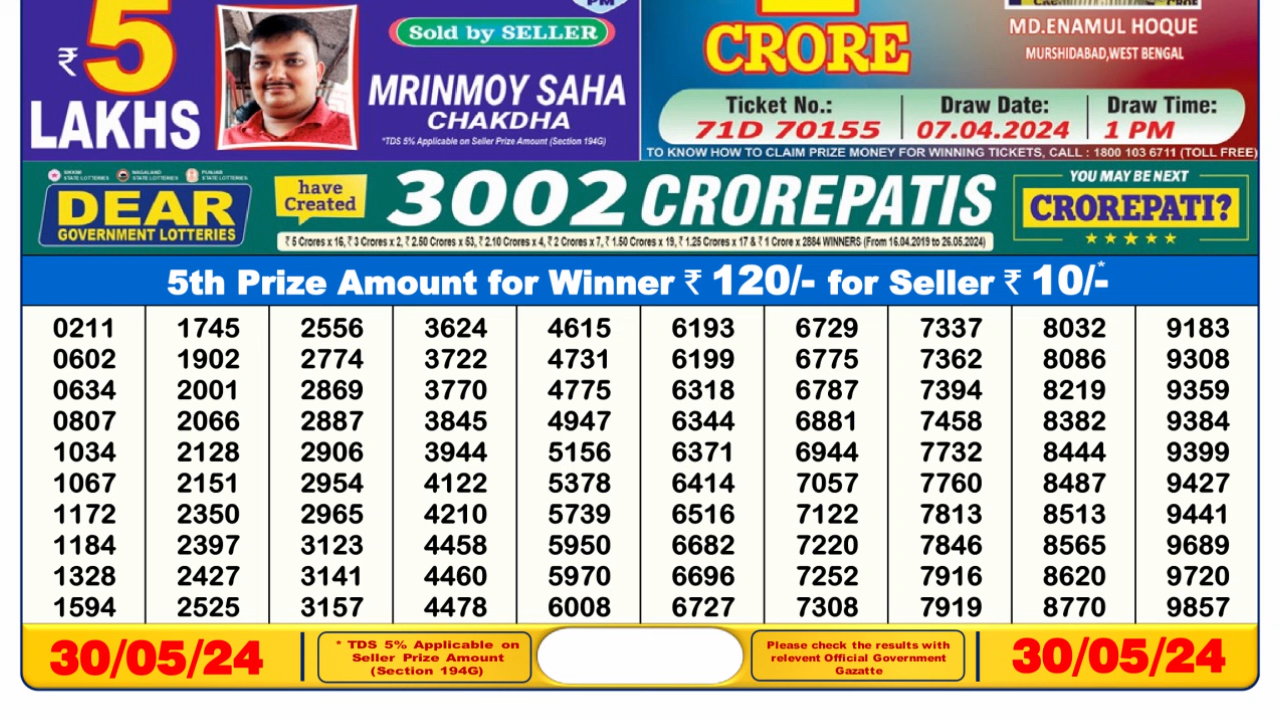 PM
₹ 5
LAKHS
Sold by SELLER
MRINMOY SAHA
CHAKDHA
*TDS 5% Applicable on Seller Prize Amount (Section 194G)
CRORE
MD.ENAMUL HOQUE
MURSHIDABAD,WEST BENGAL
Ticket No.: Draw Date: Draw Time:
71D 70155 07.04.2024 1 PM
TO KNOW HOW TO CLAIM PRIZE MONEY FOR WINNING TICKETS, CALL : 1800 103 6711 (TOLL FREE)
SIKKIM STATE LOTTERIES NAGALAND STATE LOTTERIES PUNJAB STATE LOTTERIES
DEAR
GOVERNMENT LOTTERIES
have
Created
3002 CROREPATIS
₹ 5 Crores x 16, ₹ 3 Crores x 2, ₹ 2.50 Crores x 53, ₹ 2.10 Crores x 4, ₹ 2 Crores x 7, ₹ 1.50 Crores x 19, ₹ 1.25 Crores x 17 & ₹ 1 Crore x 2884 WINNERS (From 16.04.2019 to 26.05.2024)
YOU MAY BE NEXT
CROREPATI?
5th Prize Amount for Winner ₹ 120/- for Seller ₹ 10/-*
0211 1745 2556 3624 4615 6193 6729 7337 8032 9183
0602 1902 2774 3722 4731 6199 6775 7362 8086 9308
0634 2001 2869 3770 4775 6318 6787 7394 8219 9359
0807 2066 2887 3845 4947 6344 6881 7458 8382 9384
1034 2128 2906 3944 5156 6371 6944 7732 8444 9399
1067 2151 2954 4122 5378 6414 7057 7760 8487 9427
1172 2350 2965 4210 5739 6516 7122 7813 8513 9441
1184 2397 3123 4458 5950 6682 7220 7846 8565 9689
1328 2427 3141 4460 5970 6696 7252 7916 8620 9720
1594 2525 3157 4478 6008 6727 7308 7919 8770 9857
30/05/24
* TDS 5% Applicable on
Seller Prize Amount
(Section 194G)
Please check the results with
relevent Official Government
Gazatte
30/05/24